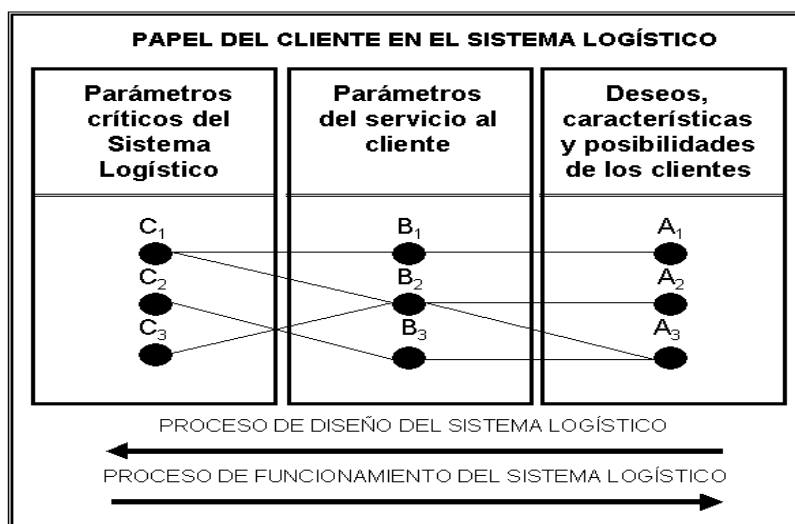 PAPEL DEL CLIENTE EN EL SISTEMA LOGÍSTICO
Parámetros
críticos del
Sistema
Logístico
Parámetros
del servicio al
cliente
Deseos,
características
y posibilidades
de los clientes
C1
C2
C3
B1
B2
B3
A1
A2
A3
PROCESO DE DISEÑO DEL SISTEMA LOGÍSTICO
PROCESO DE FUNCIONAMIENTO DEL SISTEMA LOGÍSTICO